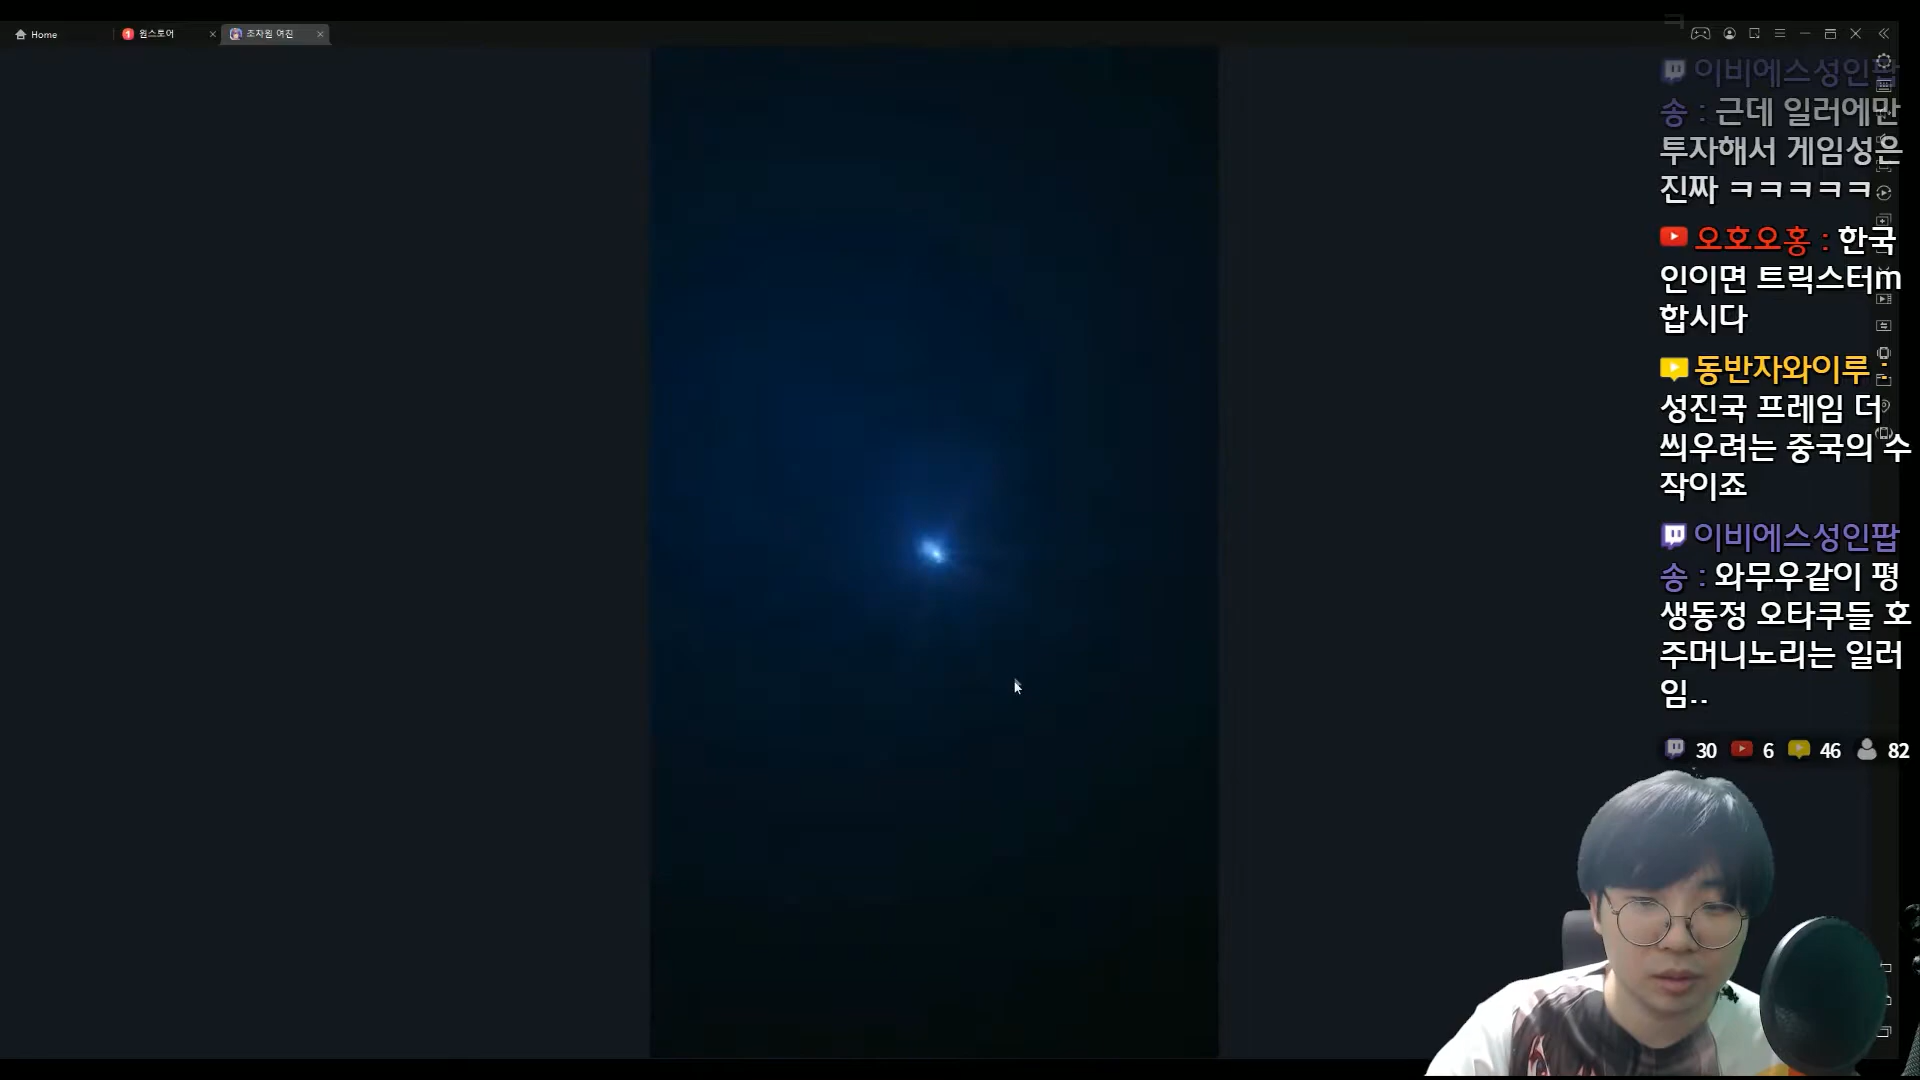 Home
원스토어
초차원 여친
ㅋ
이비에스성인팝
송 : 근데 일러에만
투자해서 게임성은
진짜 ㅋㅋㅋㅋㅋ
오호오홍 : 한국
인이면 트릭스터m
합시다
동반자와이루 :
성진국 프레임 더
씌우려는 중국의 수
작이죠
이비에스성인팝
송 : 와무우같이 평
생동정 오타쿠들 호
주머니노리는 일러
임..
30 6 46 82